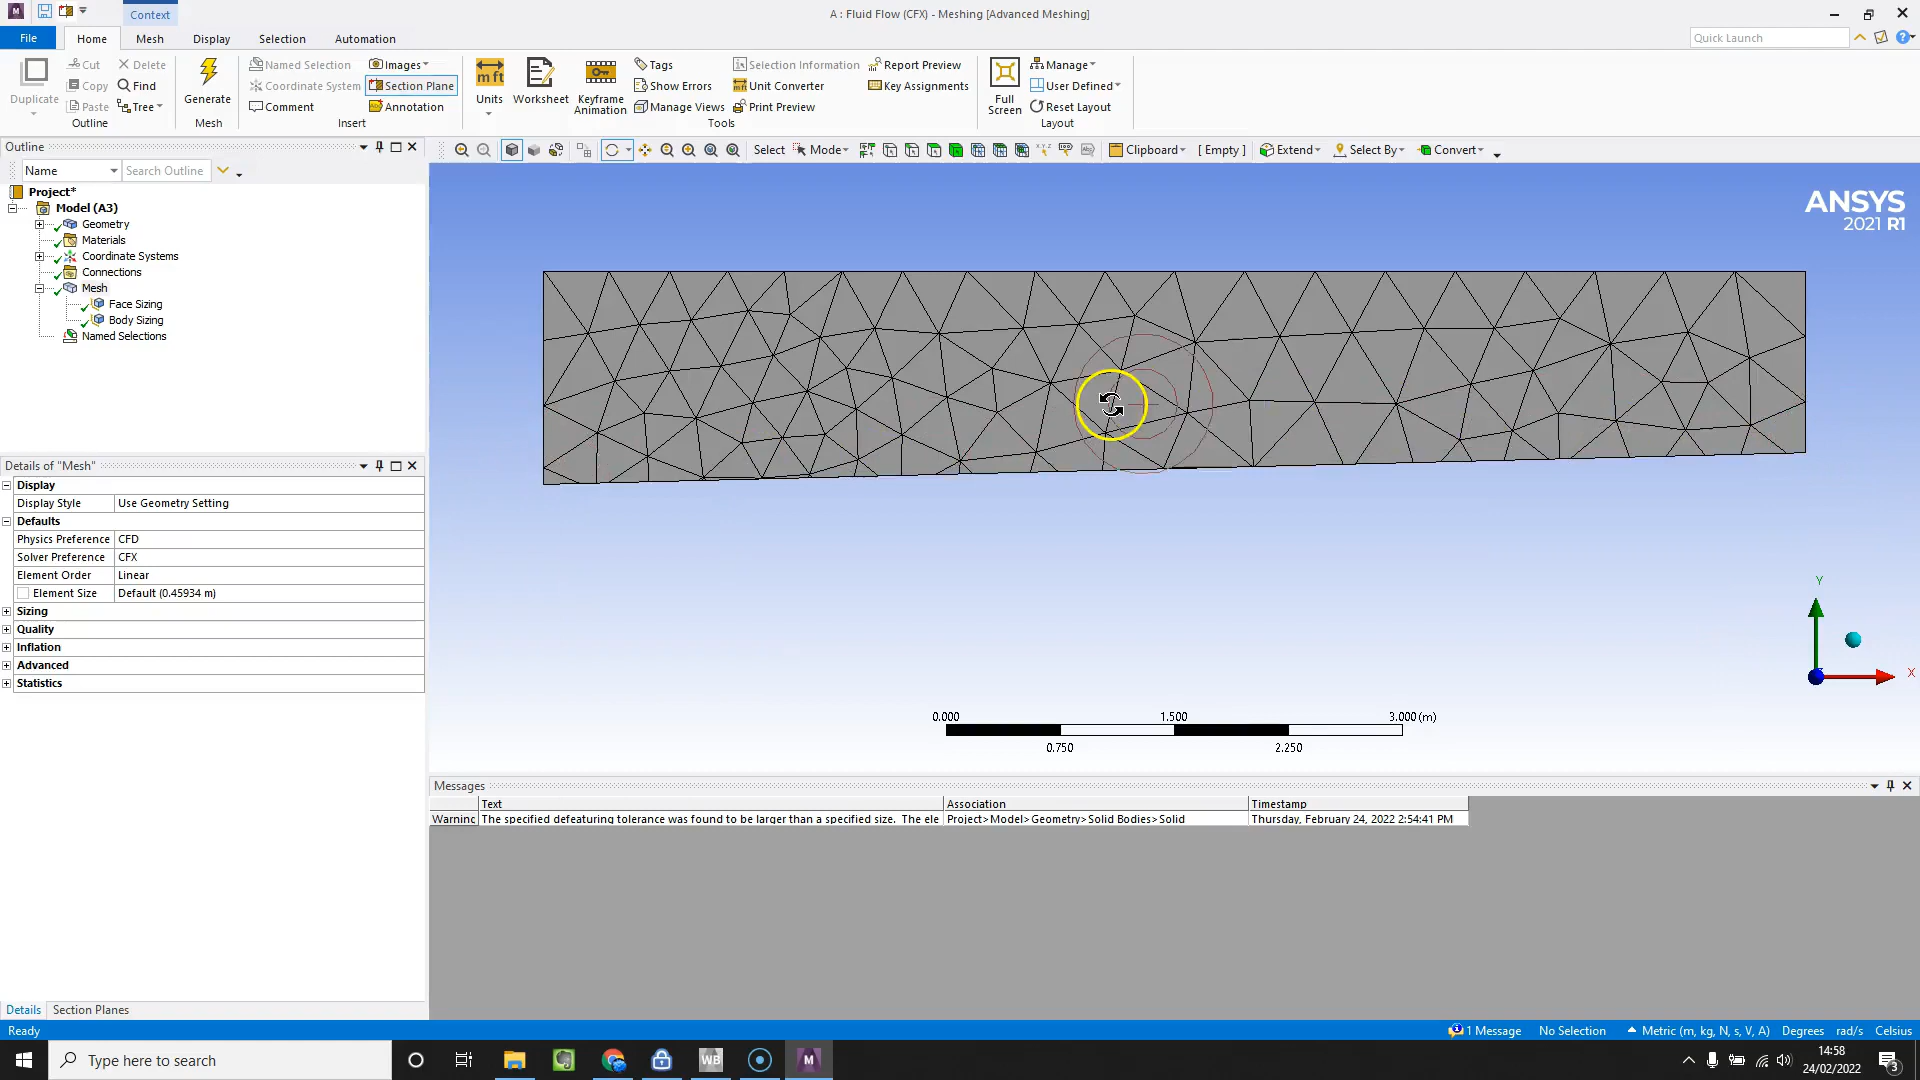 Context
A : Fluid Flow (CFX) - Meshing [Advanced Meshing]
File Home Mesh Display Selection Automation
Quick Launch
Duplicate
Cut
Copy
Paste
Delete
Find
Tree
Outline
Generate
Mesh
Named Selection
Coordinate System
Comment
Images
Section Plane
Annotation
Insert
m ft
Units
Worksheet
Keyframe
Animation
Tags
Show Errors
Manage Views
Selection Information
Unit Converter
Print Preview
Report Preview
Key Assignments
Tools
Full
Screen
Manage
User Defined
Reset Layout
Layout
Outline
Select Mode Clipboard [ Empty ] Extend Select By Convert
Name Search Outline
Project*
Model (A3)
Geometry
Materials
Coordinate Systems
Connections
Mesh
Face Sizing
Body Sizing
Named Selections
ANSYS
2021 R1
Details of "Mesh"
Display
Display Style Use Geometry Setting
Defaults
Physics Preference CFD
Solver Preference CFX
Element Order Linear
Element Size Default (0.45934 m)
Sizing
Quality
Inflation
Advanced
Statistics
Y
X
0.000 1.500 3.000 (m)
0.750 2.250
Messages
Text Association Timestamp
Warninc The specified defeaturing tolerance was found to be larger than a specified size. The ele Project>Model>Geometry>Solid Bodies>Solid Thursday, February 24, 2022 2:54:41 PM
Details Section Planes
Ready 1 Message No Selection Metric (m, kg, N, s, V, A) Degrees rad/s Celsius
Type here to search
WB
M
14:58
24/02/2022
3